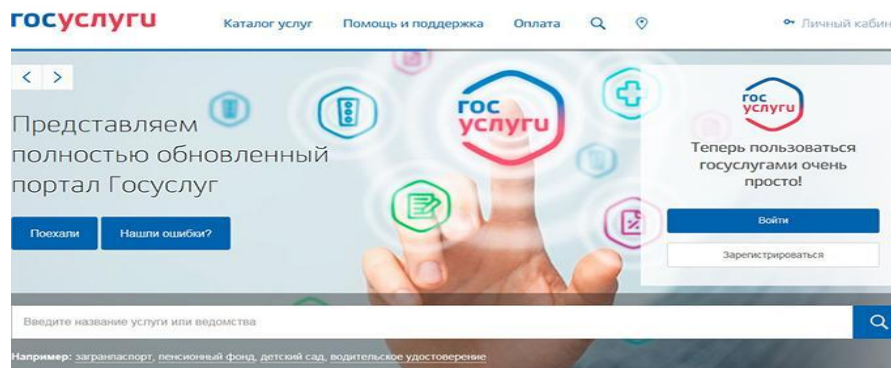 госуслуги
Каталог услуг Помощь и поддержка Оплата
Личный кабин
Представляем
полностью обновленный
портал Госуслуг
Поехали
Нашли ошибки?
гос
услуги
гос
услуги
Теперь пользоваться
госуслугами очень
просто!
Войти
Зарегистрироваться
Введите название услуги или ведомства
Например: загранпаспорт, пенсионный фонд, детский сад, водительское удостоверение